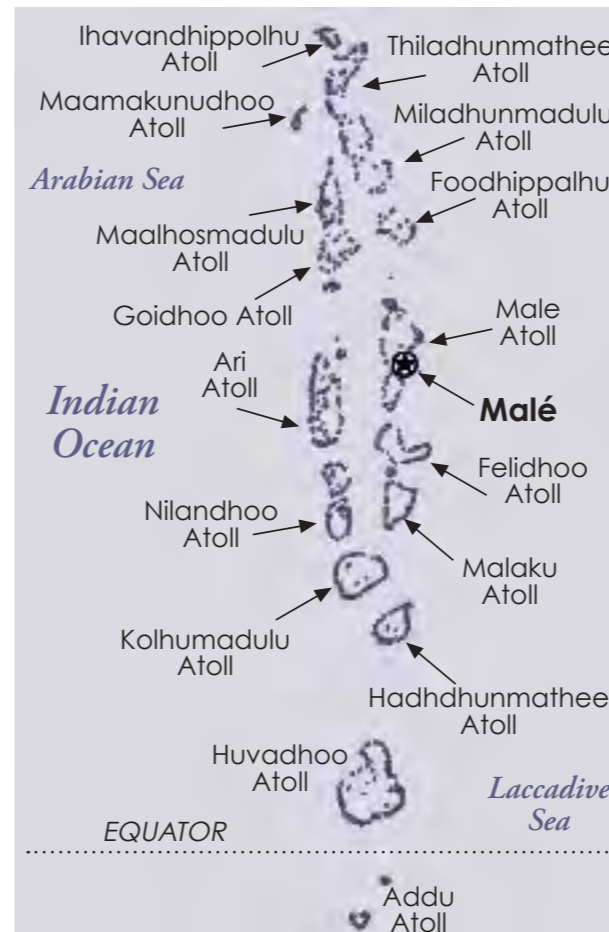 Ihavandhippolhu
Atoll
Thiladhunmathee
Atoll
Maamakunudhoo
Atoll
Miladhunmadulu
Atoll
Arabian Sea
Foodhippalhu
Atoll
Maalhosmadulu
Atoll
Goidhoo Atoll
Male
Atoll
Ari
Atoll
Malé
Indian
Ocean
Felidhoo
Atoll
Nilandhoo
Atoll
Malaku
Atoll
Kolhumadulu
Atoll
Hadhdhunmathee
Atoll
Huvadhoo
Atoll
Laccadive
Sea
EQUATOR
Addu
Atoll